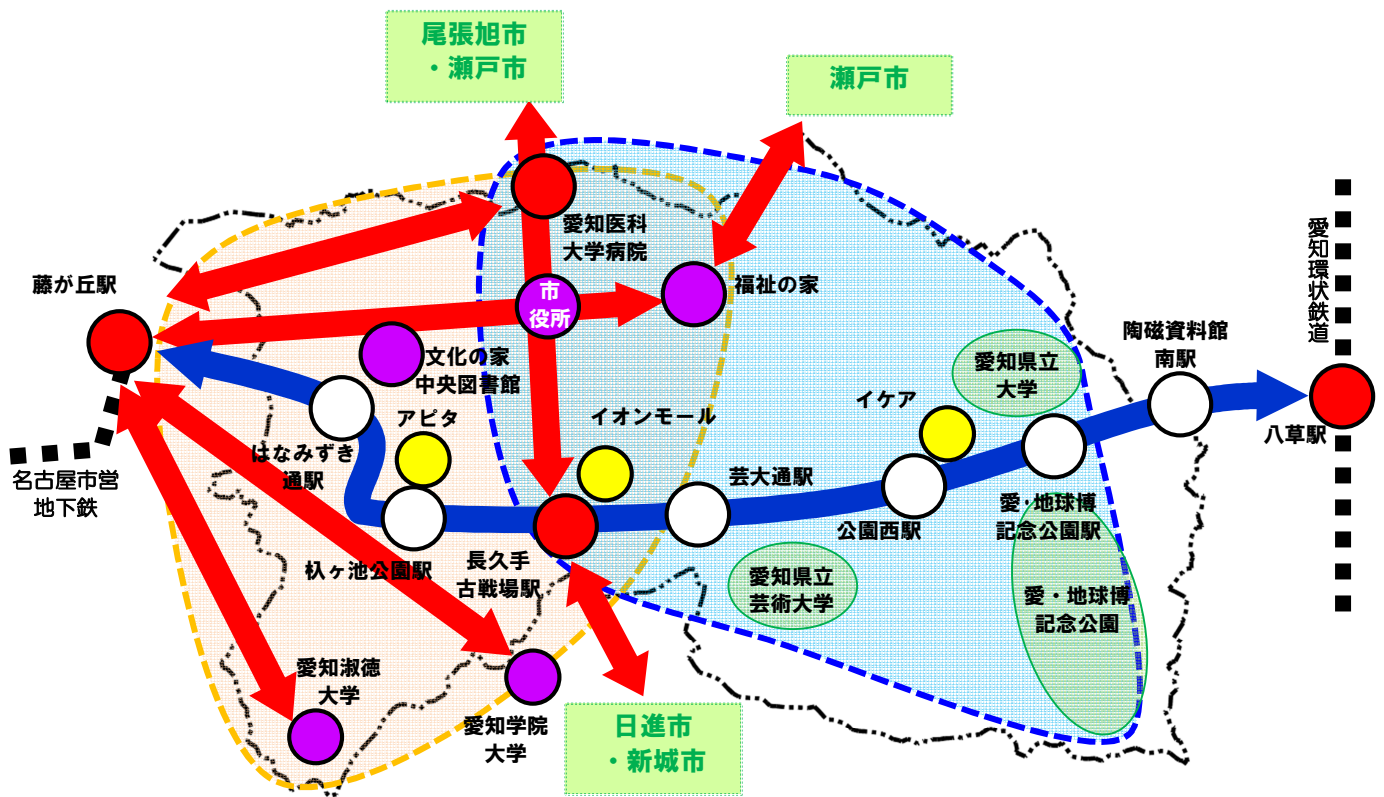 尾張旭市
・瀬戸市
瀬戸市
愛知医科
大学病院
福祉の家
市
役所
藤が丘駅
文化の家
中央図書館
アピタ
はなみずき
通駅
イオンモール
イケア
愛知県立
大学
陶磁資料館
南駅
愛知環状鉄道
八草駅
名古屋市営
地下鉄
杁ヶ池公園駅
長久手
古戦場駅
芸大通駅
公園西駅
愛・地球博
記念公園駅
愛知県立
芸術大学
愛・地球博
記念公園
愛知淑徳
大学
愛知学院
大学
日進市
・新城市